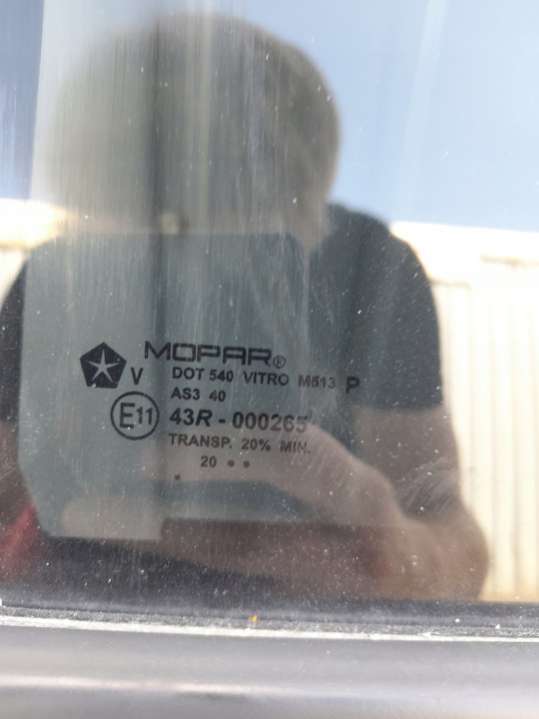 MOPAR®
V DOT 540 VITRO M513 P
AS3 40
E11 43R-000265
TRANSP. 20% MIN.
20 • •